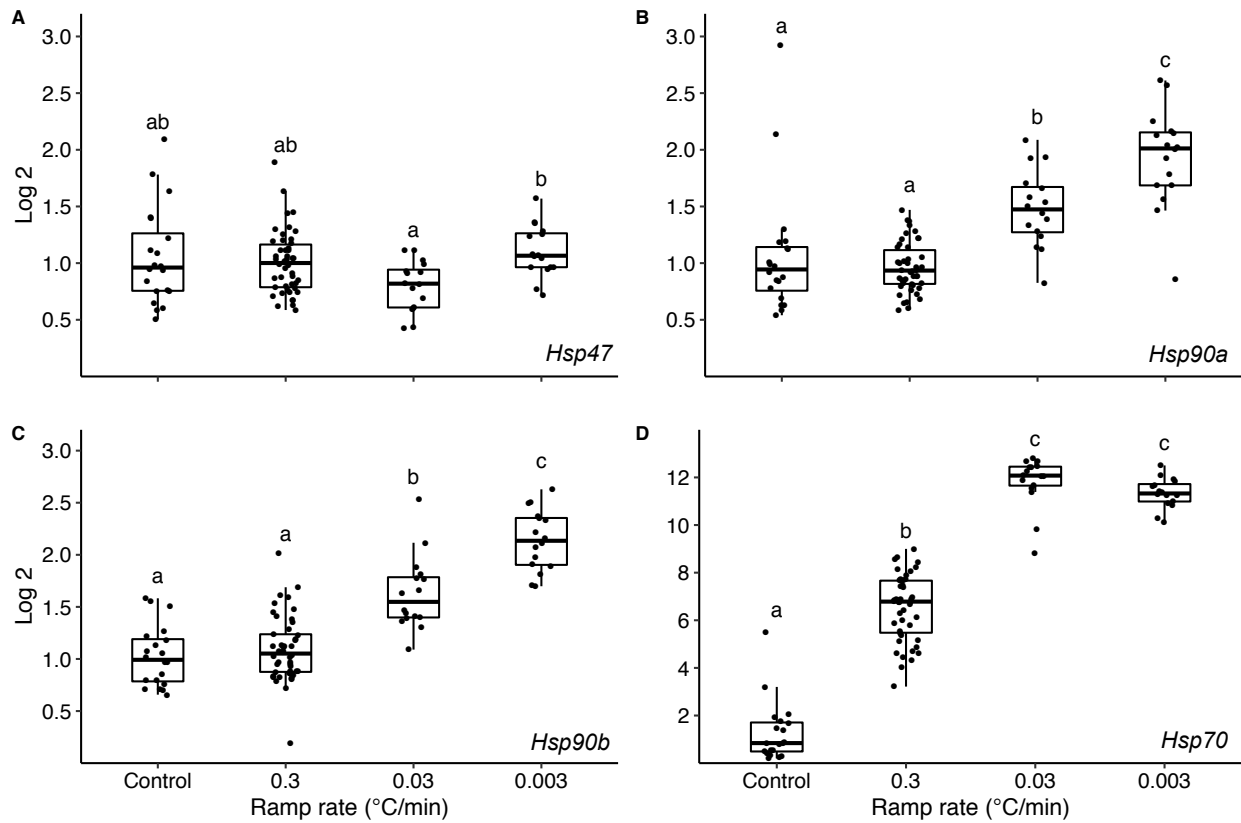 A
Log 2
3.0
2.5
2.0
1.5
1.0
0.5
ab
ab
a
b
Hsp47
B
3.0
2.5
2.0
1.5
1.0
0.5
a
a
b
c
Hsp90a
C
Log 2
3.0
2.5
2.0
1.5
1.0
0.5
a
a
b
c
Hsp90b
Control 0.3 0.03 0.003
Ramp rate (°C/min)
D
12
10
8
6
4
2
a
b
c
c
Hsp70
Control 0.3 0.03 0.003
Ramp rate (°C/min)